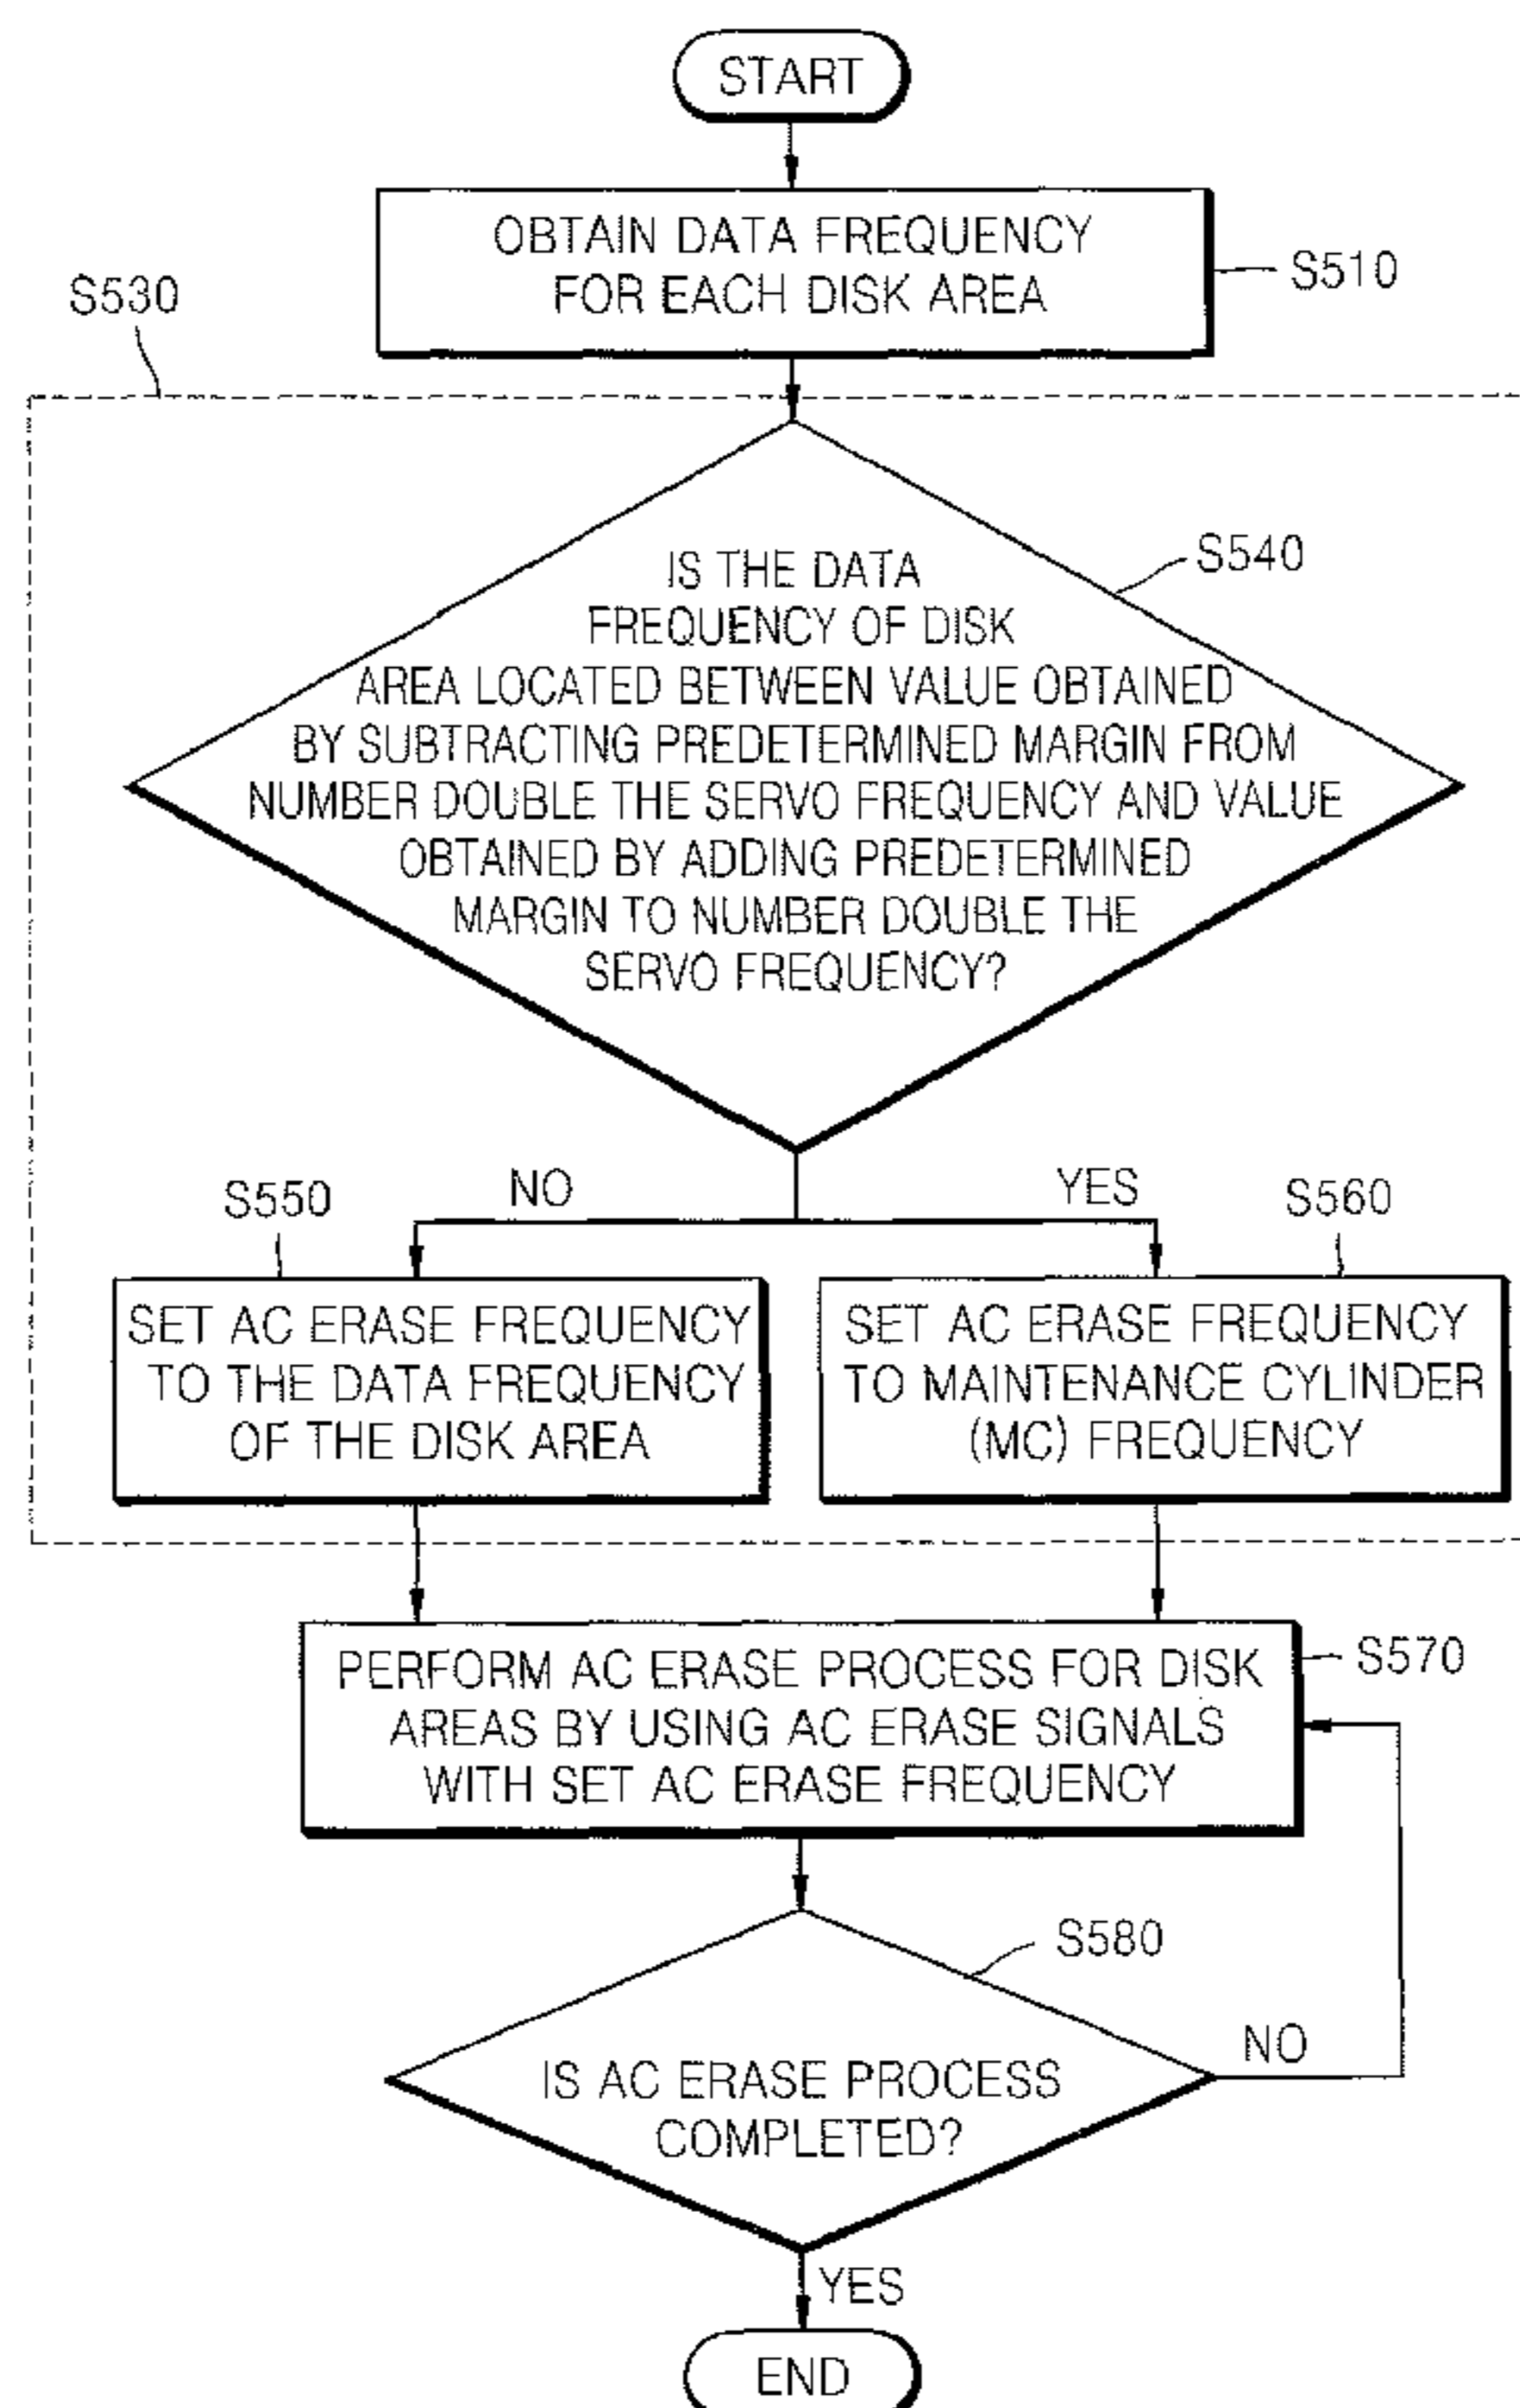 START
OBTAIN DATA FREQUENCY
FOR EACH DISK AREA
S510
S530
S540
IS THE DATA
FREQUENCY OF DISK
AREA LOCATED BETWEEN VALUE OBTAINED
BY SUBTRACTING PREDETERMINED MARGIN FROM
NUMBER DOUBLE THE SERVO FREQUENCY AND VALUE
OBTAINED BY ADDING PREDETERMINED
MARGIN TO NUMBER DOUBLE THE
SERVO FREQUENCY?
NO
YES
S550
S560
SET AC ERASE FREQUENCY
TO THE DATA FREQUENCY
OF THE DISK AREA
SET AC ERASE FREQUENCY
TO MAINTENANCE CYLINDER
(MC) FREQUENCY
PERFORM AC ERASE PROCESS FOR DISK
AREAS BY USING AC ERASE SIGNALS
WITH SET AC ERASE FREQUENCY
S570
S580
IS AC ERASE PROCESS
COMPLETED?
NO
YES
END